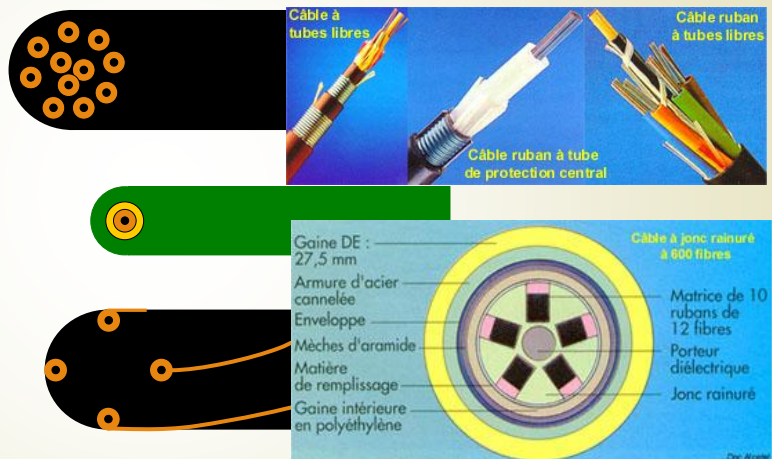 Câble à
tubes libres
Câble ruban
à tubes libres
Câble ruban à tube
de protection central
Gaine DE :
27,5 mm
Armure d'acier
cannelée
Enveloppe
Mèches d'aramide
Matière
de remplissage
Gaine intérieure
en polyéthylène
Câble à jonc rainuré
à 600 fibres
Matrice de 10
rubans de
12 fibres
Porteur
diélectrique
Jonc rainuré
Doc Alcatel